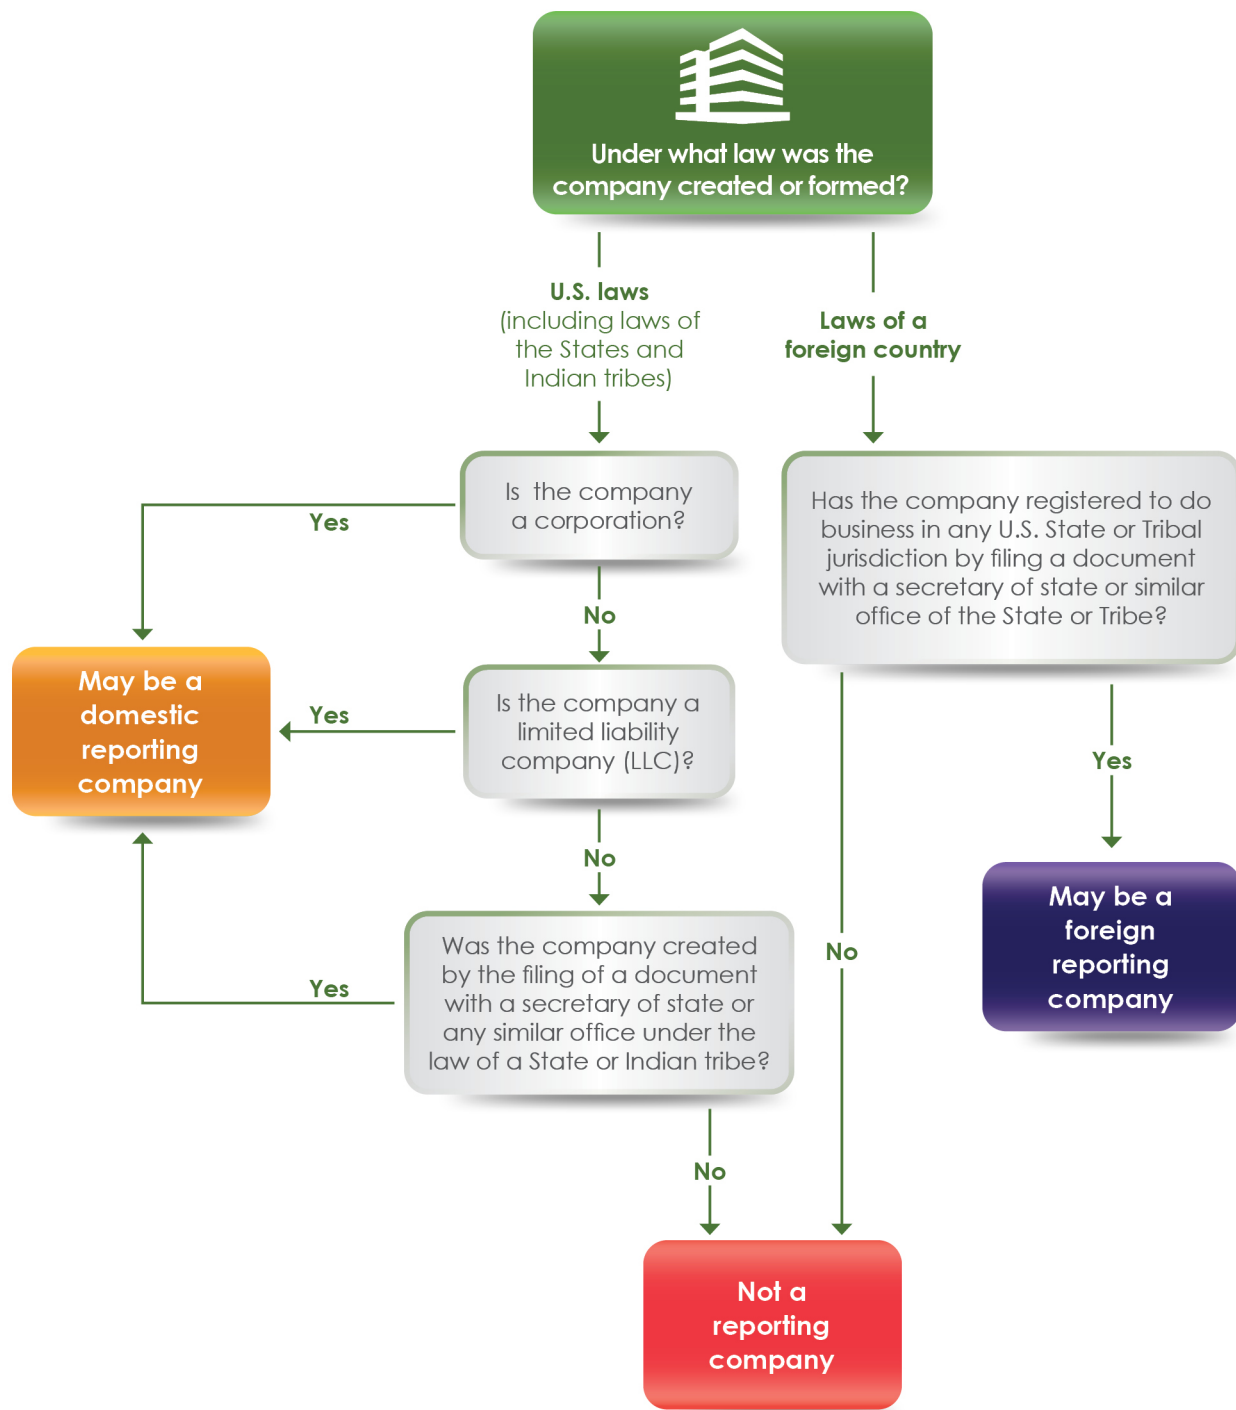 Under what law was the
company created or formed?
U.S. laws
(including laws of
the States and
Indian tribes)
Laws of a
foreign country
Is the company
a corporation?
Yes
No
Has the company registered to do
business in any U.S. State or Tribal
jurisdiction by filing a document
with a secretary of state or similar
office of the State or Tribe?
May be a
domestic
reporting
company
Yes
Is the company a
limited liability
company (LLC)?
No
Yes
May be a
foreign
reporting
company
Was the company created
by the filing of a document
with a secretary of state or
any similar office under the
law of a State or Indian tribe?
Yes
No
No
Not a
reporting
company